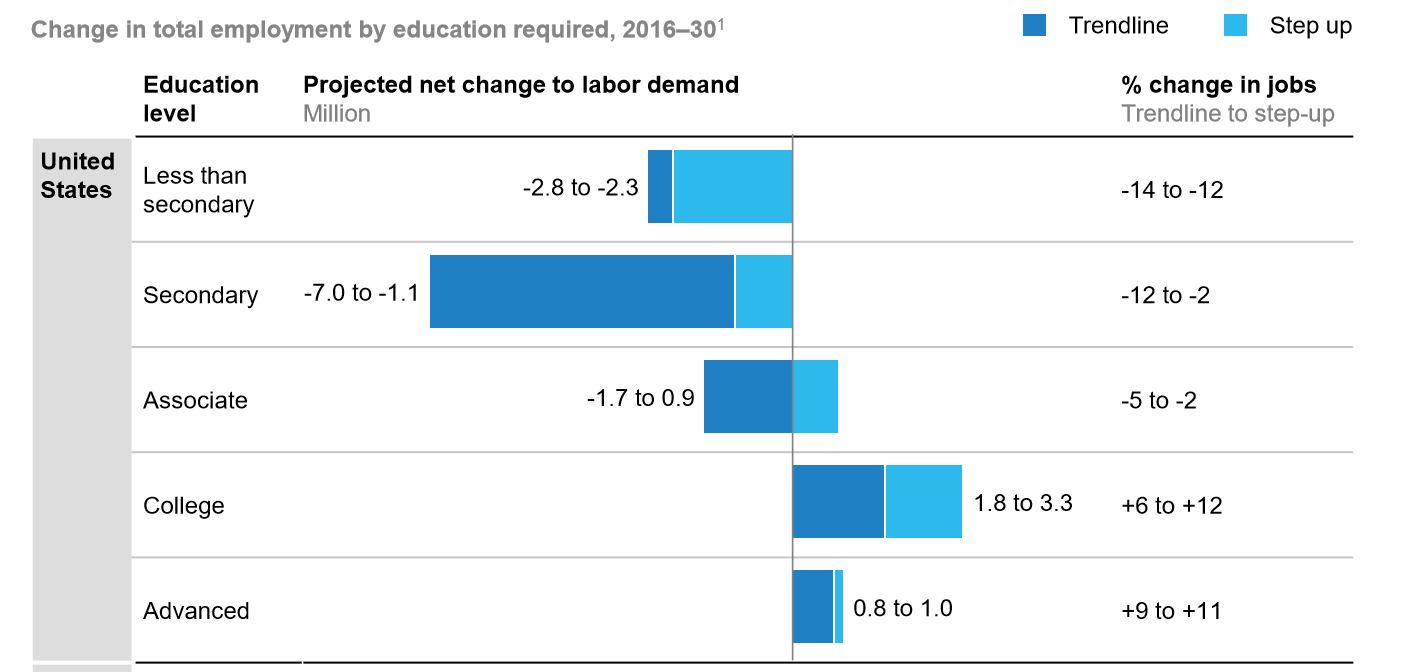 Change in total employment by education required, 2016–30¹
Trendline
Step up
Education level
Projected net change to labor demand
Million
% change in jobs
Trendline to step-up
United States
Less than secondary
-2.8 to -2.3
-14 to -12
Secondary
-7.0 to -1.1
-12 to -2
Associate
-1.7 to 0.9
-5 to -2
College
1.8 to 3.3
+6 to +12
Advanced
0.8 to 1.0
+9 to +11